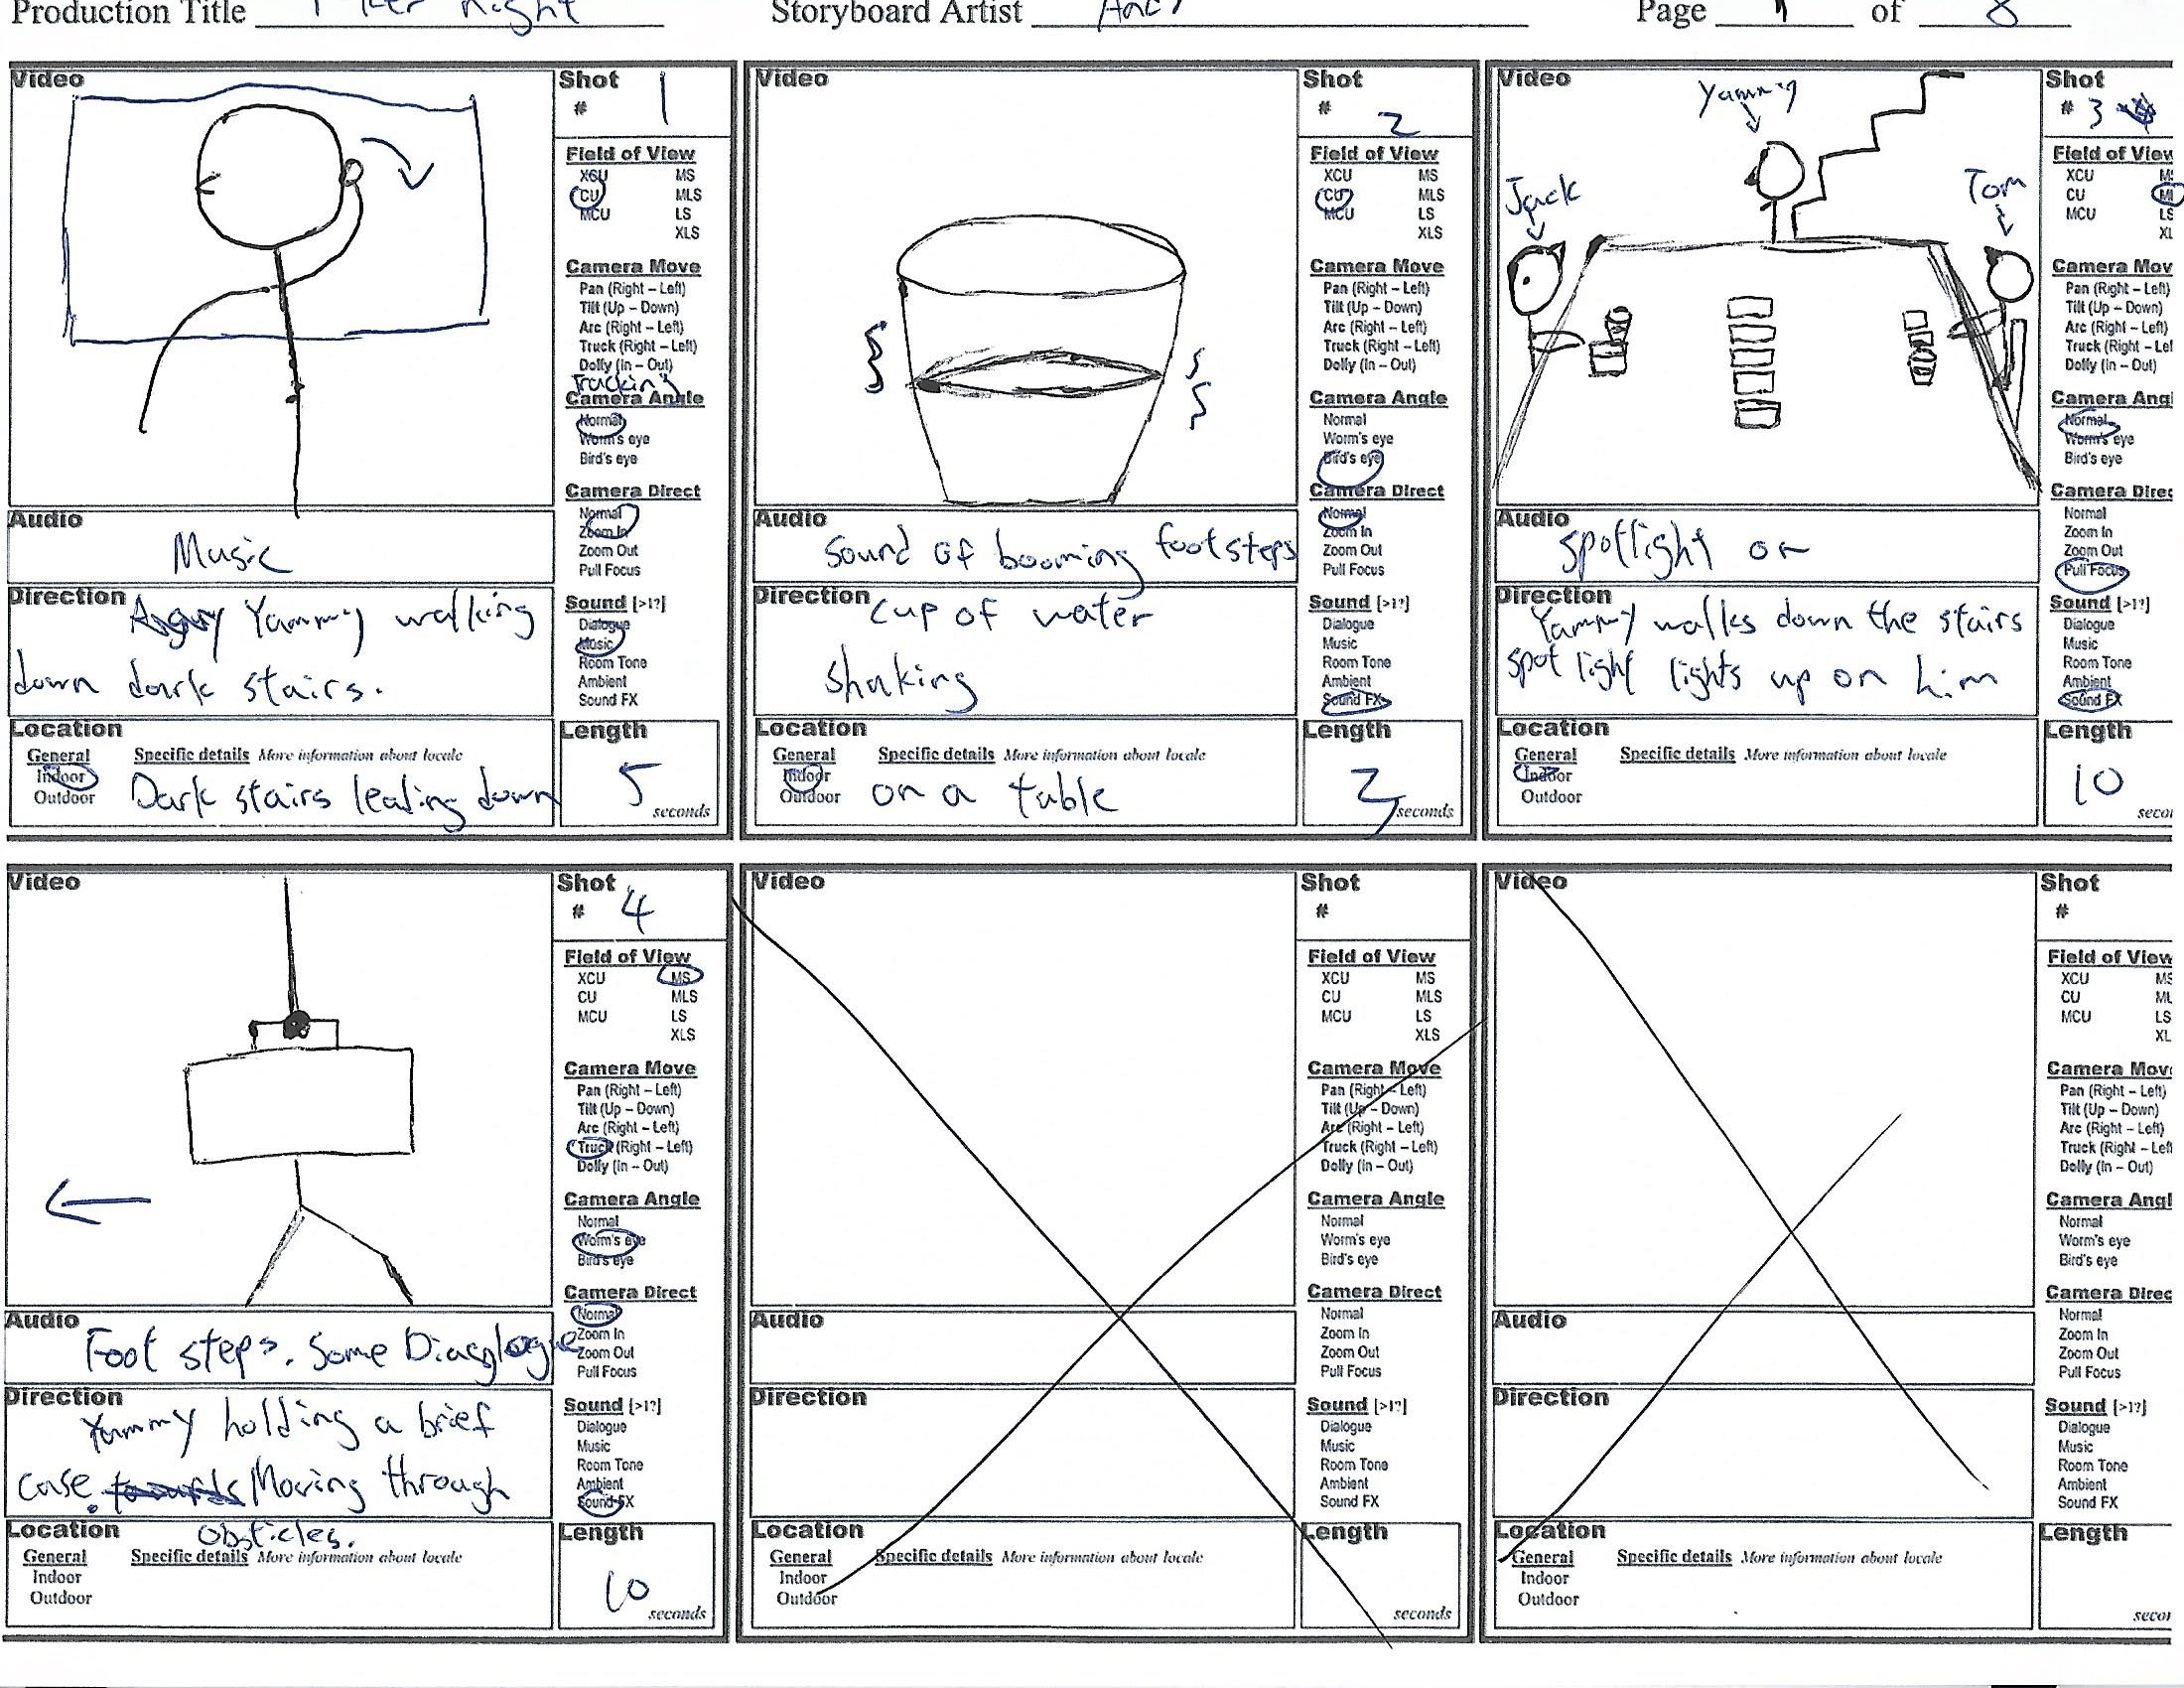 Production Title Night Storyboard Artist Page 1 of 8
Video
Shot
# 1
Field of View
XCU MS
CU MLS
MCU LS
XLS
Camera Move
Pan (Right – Left)
Tilt (Up – Down)
Arc (Right – Left)
Truck (Right – Left)
Dolly (In – Out)
Tracking
Camera Angle
Normal
Worm's eye
Bird's eye
Camera Direct
Normal
Zoom In
Zoom Out
Pull Focus
Sound [>1?]
Dialogue
Music
Room Tone
Ambient
Sound FX
Audio
Music
Direction
Angry Yammy walking
down dark stairs.
Location
General Specific details More information about locale
Indoor
Outdoor
Dark stairs leading down
Length
5
seconds
Video
Shot
# 2
Field of View
XCU MS
CU MLS
MCU LS
XLS
Camera Move
Pan (Right – Left)
Tilt (Up – Down)
Arc (Right – Left)
Truck (Right – Left)
Dolly (In – Out)
Camera Angle
Normal
Worm's eye
Bird's eye
Camera Direct
Normal
Zoom In
Zoom Out
Pull Focus
Sound [>1?]
Dialogue
Music
Room Tone
Ambient
Sound FX
Audio
Sound of booming footsteps
Direction
Cup of water
shaking
Location
General Specific details More information about locale
Indoor
Outdoor
on a table
Length
seconds
Video
Yammy
Jack
Tom
Shot
# 3
Field of View
XCU
CU
MCU LS
XL
Camera Mov
Pan (Right – Left)
Tilt (Up – Down)
Arc (Right – Left)
Truck (Right – Lef
Dolly (In – Out)
Camera Angl
Normal
Worm's eye
Bird's eye
Camera Direc
Normal
Zoom In
Zoom Out
Pull Focus
Sound [>1?]
Dialogue
Music
Room Tone
Ambient
Sound FX
Audio
spotlight on
Direction
Yammy walks down the stairs
spot light lights up on him
Location
General Specific details More information about locale
Indoor
Outdoor
Length
10
secon
Video
Shot
# 4
Field of View
XCU MS
CU MLS
MCU LS
XLS
Camera Move
Pan (Right – Left)
Tilt (Up – Down)
Arc (Right – Left)
Truck (Right – Left)
Dolly (In – Out)
Camera Angle
Normal
Worm's eye
Bird's eye
Camera Direct
Normal
Zoom In
Zoom Out
Pull Focus
Sound [>1?]
Dialogue
Music
Room Tone
Ambient
Sound FX
Audio
Foot steps. Some
Direction
Yammy holding a brief
case. Moving through
obsticles.
Location
General Specific details More information about locale
Indoor
Outdoor
Length
10
seconds
Video
Shot
#
Field of View
XCU MS
CU MLS
MCU LS
XLS
Camera Move
Pan (Right – Left)
Tilt (Up – Down)
Arc (Right – Left)
Truck (Right – Left)
Dolly (In – Out)
Camera Angle
Normal
Worm's eye
Bird's eye
Camera Direct
Normal
Zoom In
Zoom Out
Pull Focus
Sound [>1?]
Dialogue
Music
Room Tone
Ambient
Sound FX
Audio
Direction
Location
General Specific details More information about locale
Indoor
Outdoor
Length
seconds
Video
Shot
#
Field of View
XCU MS
CU ML
MCU LS
XL
Camera Mov
Pan (Right – Left)
Tilt (Up – Down)
Arc (Right – Left)
Truck (Right – Left
Dolly (In – Out)
Camera Angl
Normal
Worm's eye
Bird's eye
Camera Direc
Normal
Zoom In
Zoom Out
Pull Focus
Sound [>1?]
Dialogue
Music
Room Tone
Ambient
Sound FX
Audio
Direction
Location
General Specific details More information about locale
Indoor
Outdoor
Length
secon